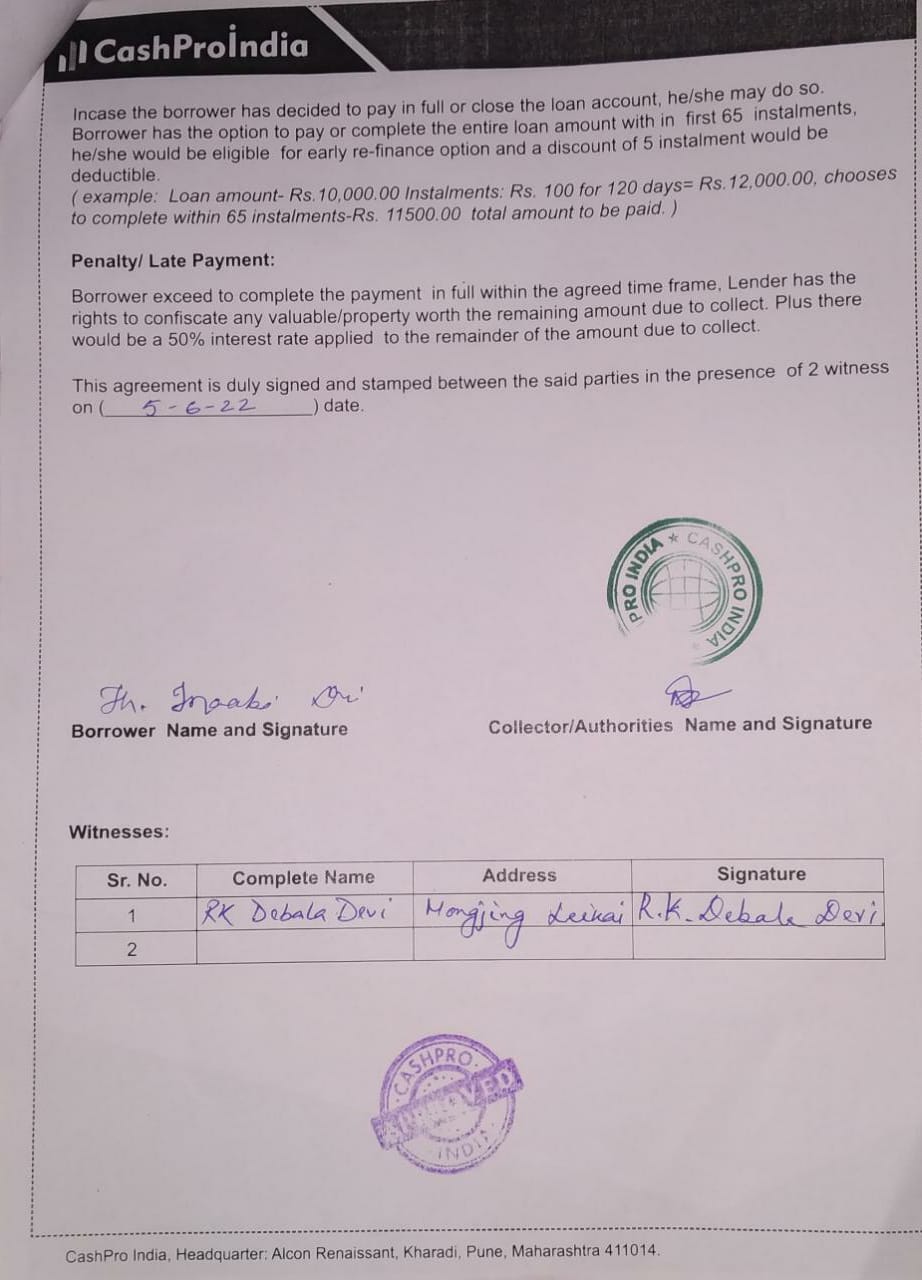 CashProİndia
Incase the borrower has decided to pay in full or close the loan account, he/she may do so.
Borrower has the option to pay or complete the entire loan amount with in first 65 instalments,
he/she would be eligible for early re-finance option and a discount of 5 instalment would be
deductible.
( example: Loan amount- Rs.10,000.00 Instalments: Rs. 100 for 120 days= Rs.12,000.00, chooses
to complete within 65 instalments-Rs. 11500.00 total amount to be paid. )
Penalty/ Late Payment:
Borrower exceed to complete the payment in full within the agreed time frame, Lender has the
rights to confiscate any valuable/property worth the remaining amount due to collect. Plus there
would be a 50% interest rate applied to the remainder of the amount due to collect.
This agreement is duly signed and stamped between the said parties in the presence of 2 witness
on ( 5-6-22 ) date.
PRO INDIA ★ CASHPRO INDIA
Th.
Borrower Name and Signature
Collector/Authorities Name and Signature
Witnesses:
Sr. No. Complete Name Address Signature
1 RK Debala Devi Mongjing Leikai R.K. Debala Devi
2
CASHPRO
APPROVED
INDIA
CashPro India, Headquarter: Alcon Renaissant, Kharadi, Pune, Maharashtra 411014.